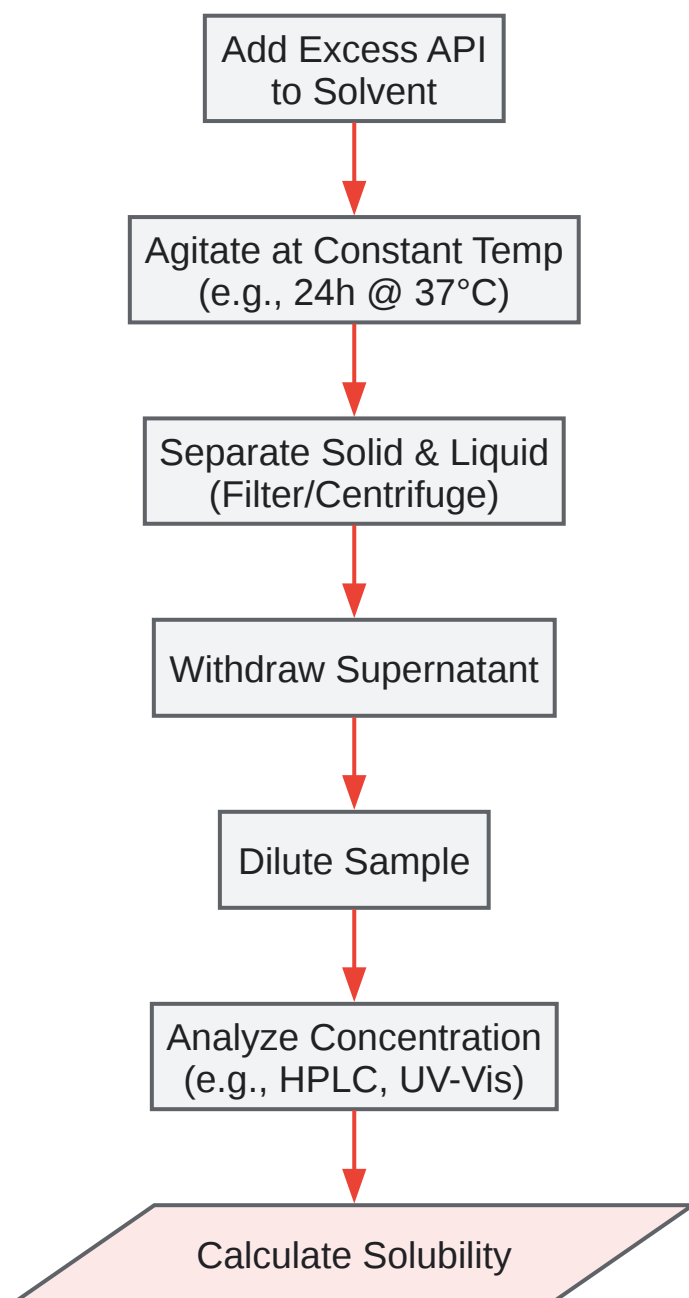 Add Excess API
to Solvent
Agitate at Constant Temp
(e.g., 24h @ 37°C)
Separate Solid & Liquid
(Filter/Centrifuge)
Withdraw Supernatant
Dilute Sample
Analyze Concentration
(e.g., HPLC, UV-Vis)
Calculate Solubility